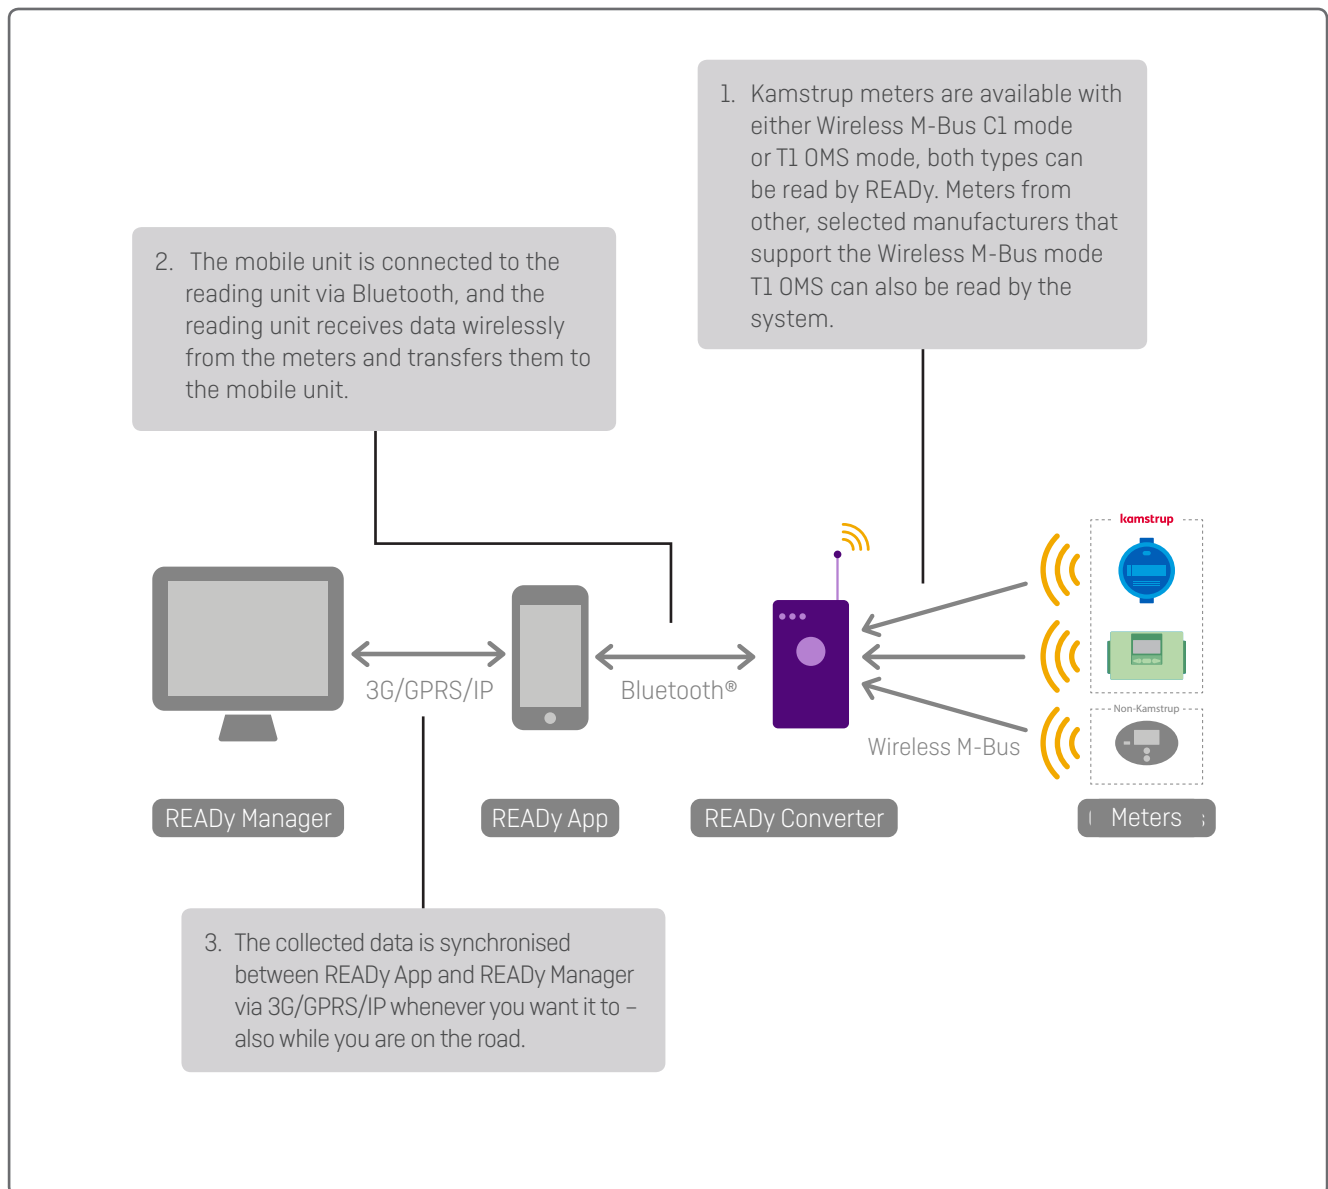 1. Kamstrup meters are available with
either Wireless M-Bus C1 mode
or T1 OMS mode, both types can
be read by READy. Meters from
other, selected manufacturers that
support the Wireless M-Bus mode
T1 OMS can also be read by the
system.
2. The mobile unit is connected to the
reading unit via Bluetooth, and the
reading unit receives data wirelessly
from the meters and transfers them to
the mobile unit.
kamstrup
3G/GPRS/IP
Bluetooth®
Non-Kamstrup
Wireless M-Bus
READy Manager
READy App
READy Converter
Meters
3. The collected data is synchronised
between READy App and READy Manager
via 3G/GPRS/IP whenever you want it to –
also while you are on the road.